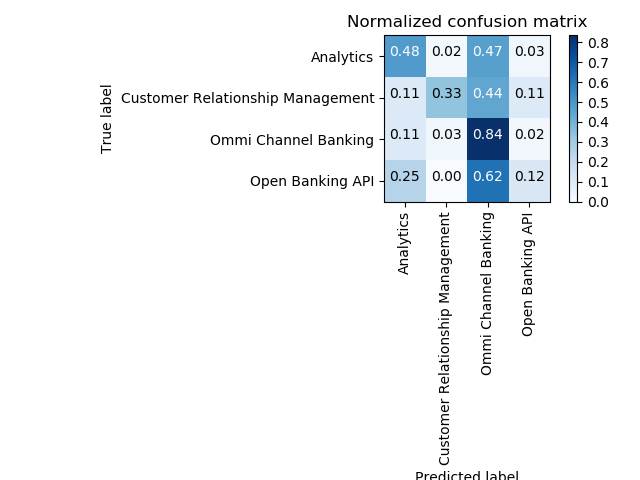 Normalized confusion matrix
True label
Analytics 0.48 0.02 0.47 0.03
Customer Relationship Management 0.11 0.33 0.44 0.11
Ommi Channel Banking 0.11 0.03 0.84 0.02
Open Banking API 0.25 0.00 0.62 0.12
Analytics
Customer Relationship Management
Ommi Channel Banking
Open Banking API
Predicted label
0.8
0.7
0.6
0.5
0.4
0.3
0.2
0.1
0.0